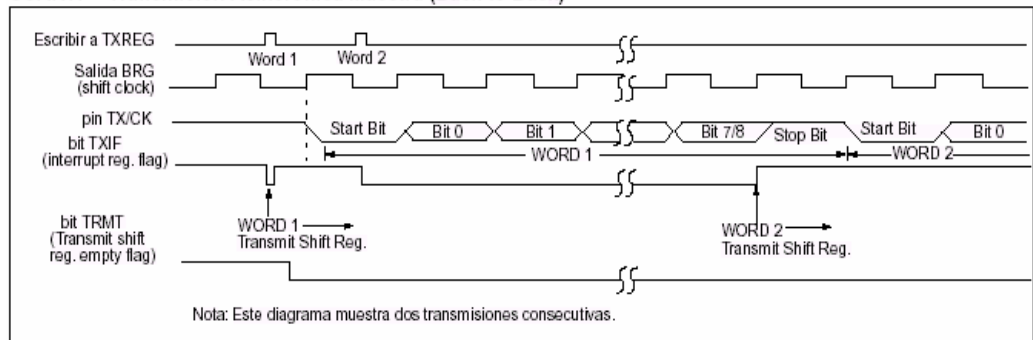 Escribir a TXREG
Word 1
Word 2
Salida BRG
(shift clock)
pin TX/CK
Start Bit
Bit 0
Bit 1
Bit 7/8
Stop Bit
Start Bit
Bit 0
bit TXIF
(interrupt reg. flag)
WORD 1
WORD 2
bit TRMT
(Transmit shift
reg. empty flag)
WORD 1
Transmit Shift Reg.
WORD 2
Transmit Shift Reg.
Nota: Este diagrama muestra dos transmisiones consecutivas.